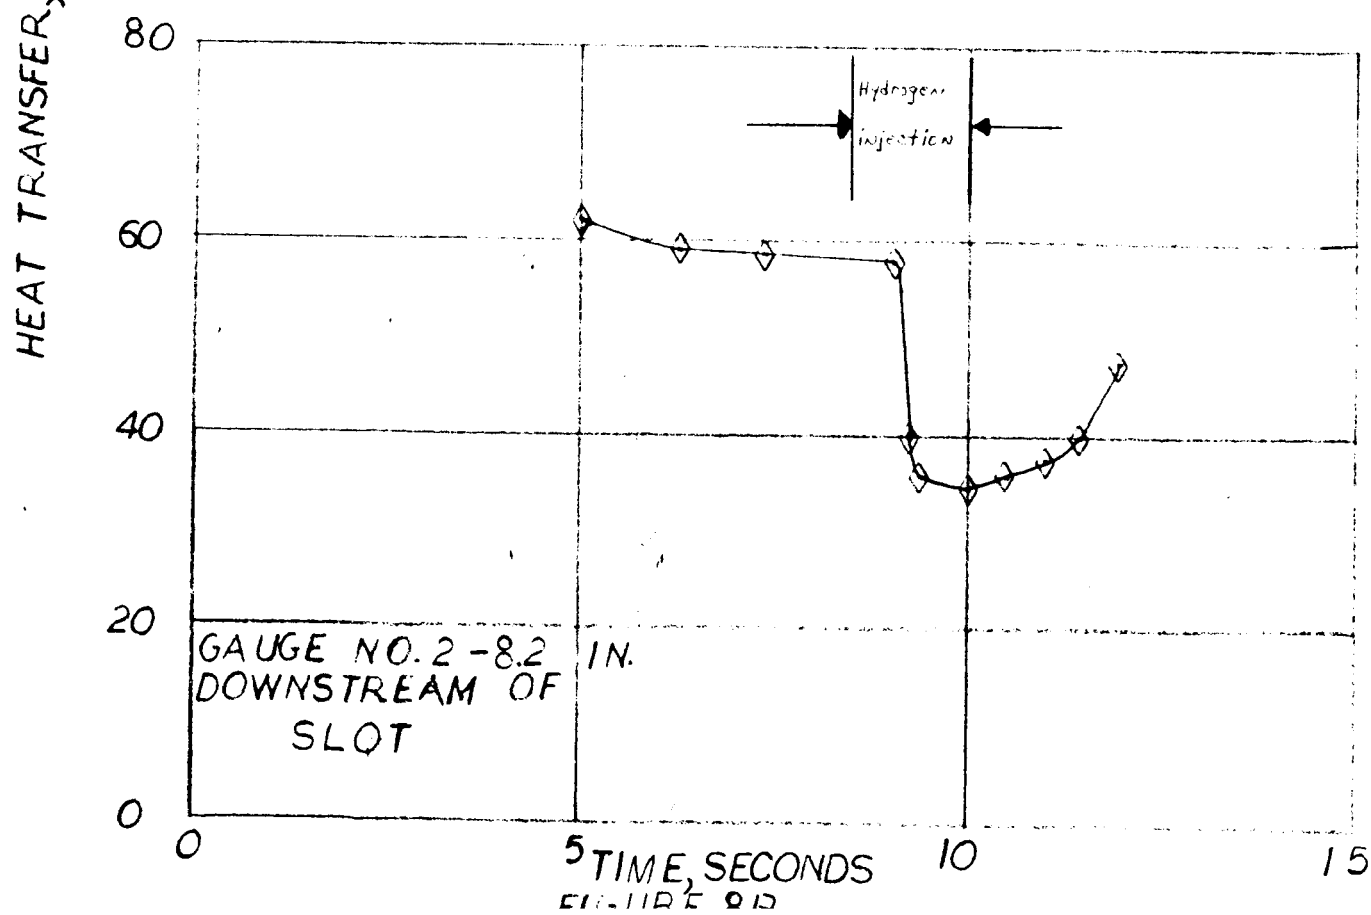 HEAT TRANSFER,
80
60
40
20
0
Hydrogen
injection
GAUGE NO. 2 - 8.2 IN.
DOWNSTREAM OF
SLOT
0
5
10
15
TIME, SECONDS